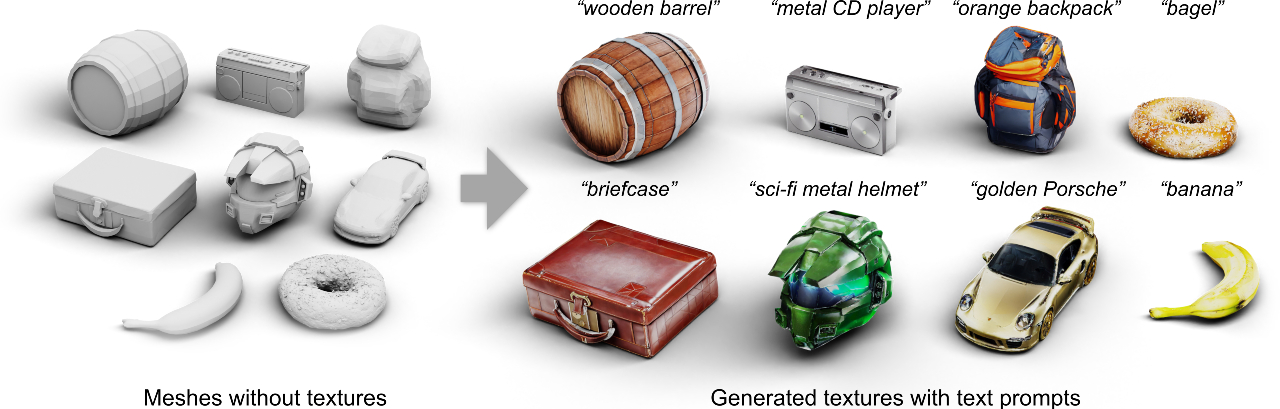 “wooden barrel” “metal CD player” “orange backpack” “bagel”
“briefcase” “sci-fi metal helmet” “golden Porsche” “banana”
Meshes without textures Generated textures with text prompts